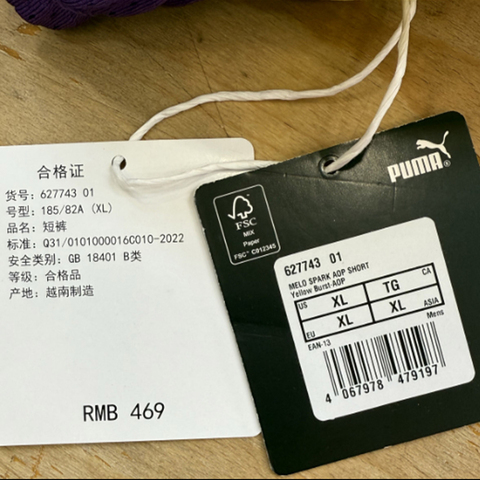 合格证
货号: 627743 01
号型: 185/82A (XL)
品名: 短裤
标准: Q31/0101000016C010-2022
安全类别: GB 18401 B类
等级: 合格品
产地: 越南制造
RMB 469
PUMA®
FSC
MIX
Paper
FSC™ C012345
627743 01
MELO SPARK AOP SHORT
Yellow Burst-AOP
US XL TG CA
EU XL XL ASIA
EAN-13 Mens
4 067978 479197